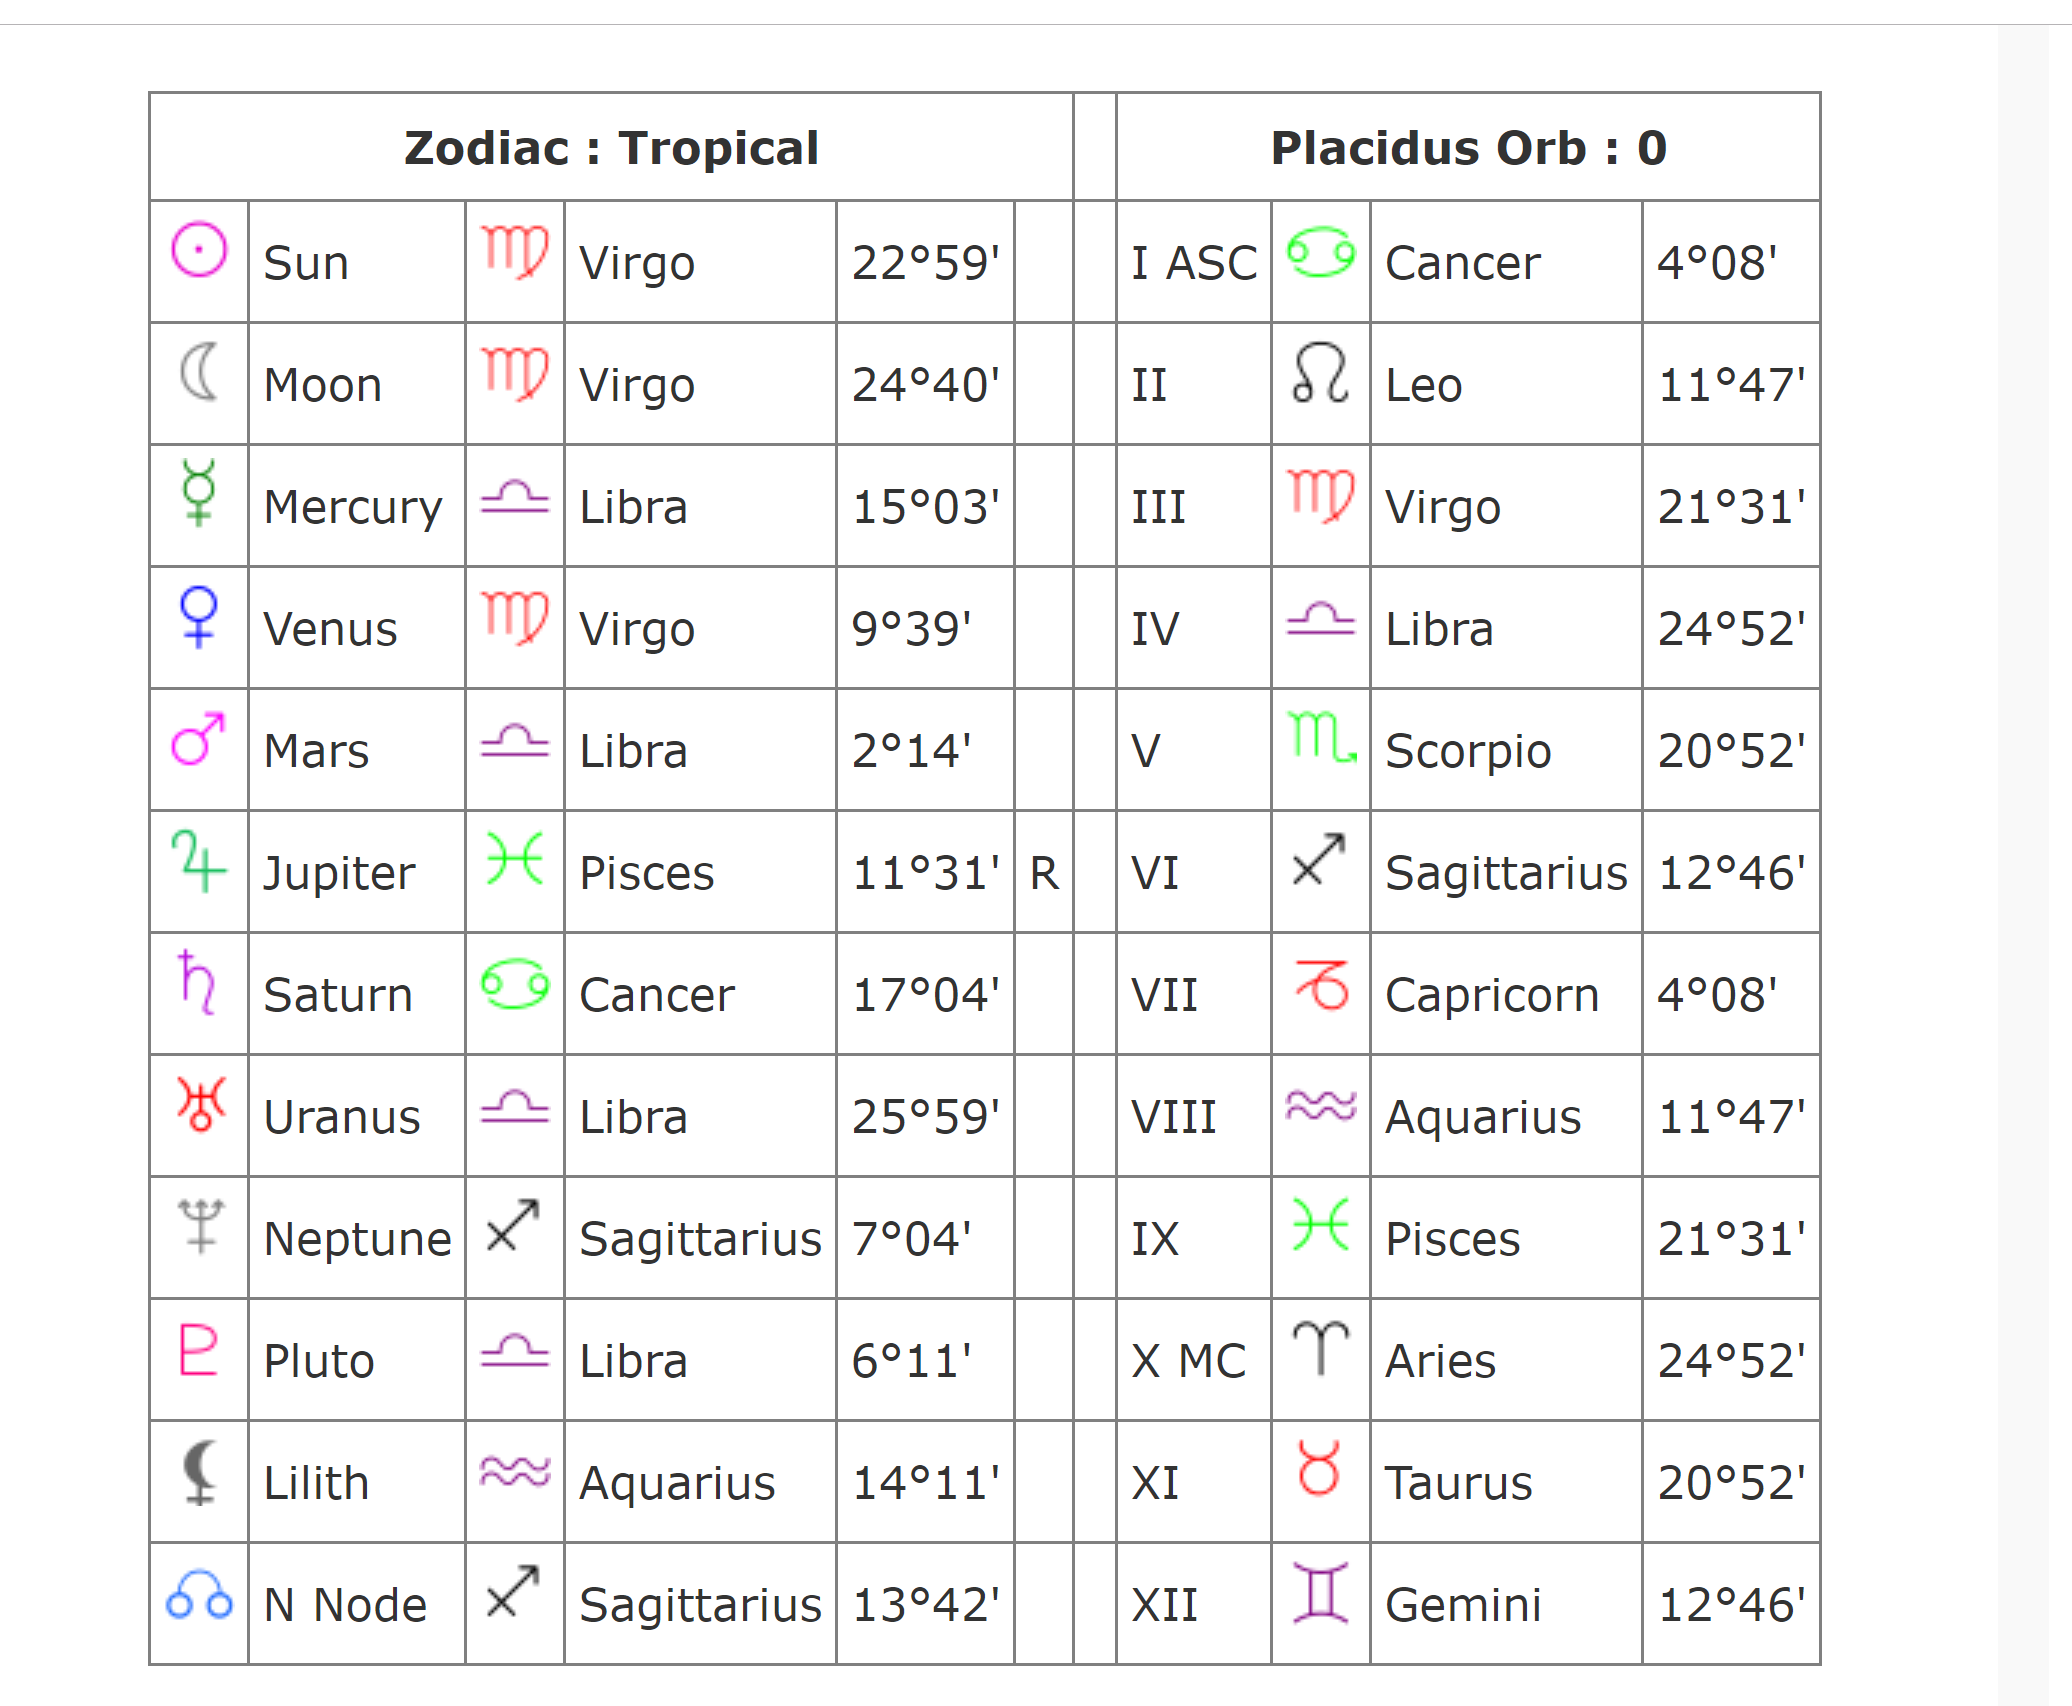 Zodiac : Tropical Placidus Orb : 0
Sun Virgo 22°59' I ASC Cancer 4°08'
Moon Virgo 24°40' II Leo 11°47'
Mercury Libra 15°03' III Virgo 21°31'
Venus Virgo 9°39' IV Libra 24°52'
Mars Libra 2°14' V Scorpio 20°52'
Jupiter Pisces 11°31' R VI Sagittarius 12°46'
Saturn Cancer 17°04' VII Capricorn 4°08'
Uranus Libra 25°59' VIII Aquarius 11°47'
Neptune Sagittarius 7°04' IX Pisces 21°31'
Pluto Libra 6°11' X MC Aries 24°52'
Lilith Aquarius 14°11' XI Taurus 20°52'
N Node Sagittarius 13°42' XII Gemini 12°46'